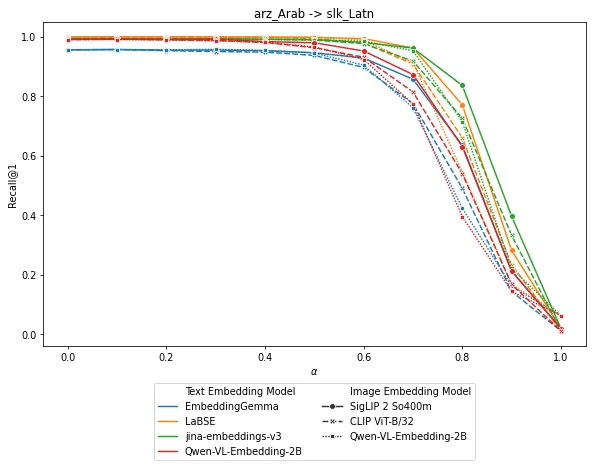 arz_Arab -> slk_Latn
Recall@1
1.0
0.8
0.6
0.4
0.2
0.0
0.0 0.2 0.4 0.6 0.8 1.0
α
Text Embedding Model
EmbeddingGemma
LaBSE
jina-embeddings-v3
Qwen-VL-Embedding-2B
Image Embedding Model
SigLIP 2 So400m
CLIP ViT-B/32
Qwen-VL-Embedding-2B